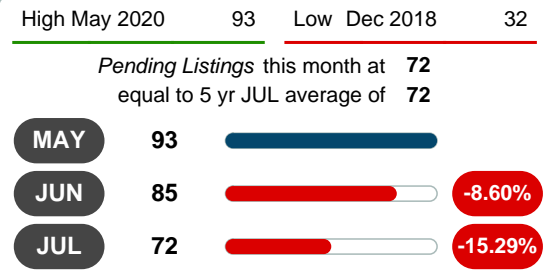 High May 2020 93 Low Dec 2018 32
Pending Listings this month at 72
equal to 5 yr JUL average of 72
MAY 93
JUN 85 -8.60%
JUL 72 -15.29%